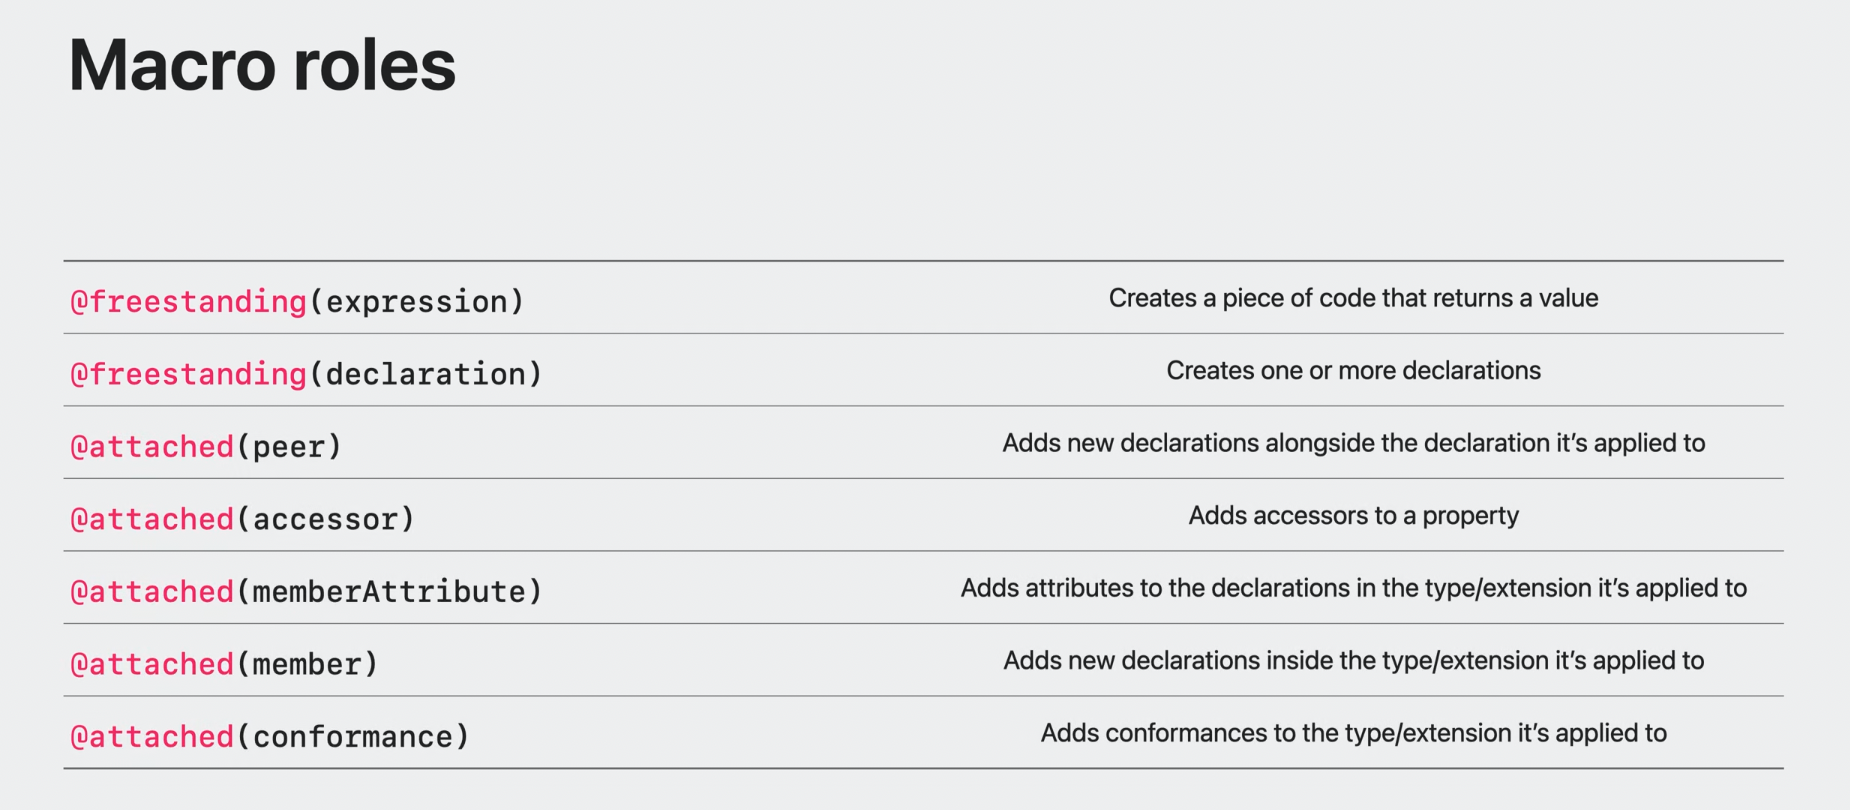 Macro roles
@freestanding(expression) Creates a piece of code that returns a value
@freestanding(declaration) Creates one or more declarations
@attached(peer) Adds new declarations alongside the declaration it’s applied to
@attached(accessor) Adds accessors to a property
@attached(memberAttribute) Adds attributes to the declarations in the type/extension it’s applied to
@attached(member) Adds new declarations inside the type/extension it’s applied to
@attached(conformance) Adds conformances to the type/extension it’s applied to